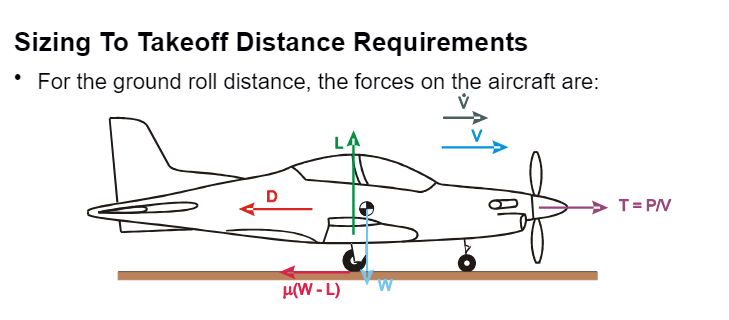 Sizing To Takeoff Distance Requirements
• For the ground roll distance, the forces on the aircraft are:
V̇
V
L
D
T = P/V
μ(W - L)
W